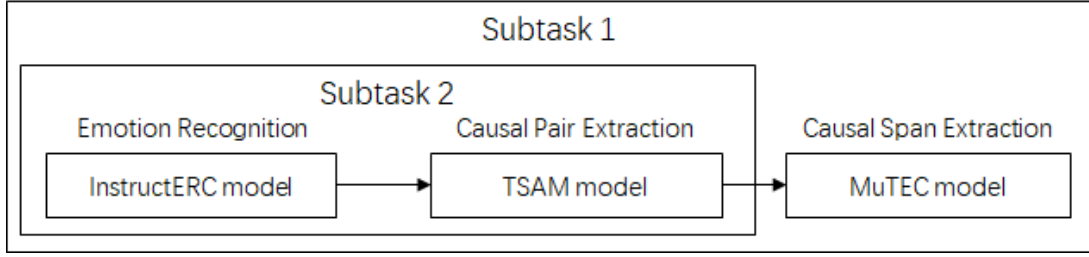 Subtask 1
Subtask 2
Emotion Recognition
Causal Pair Extraction
Causal Span Extraction
InstructERC model
TSAM model
MuTEC model